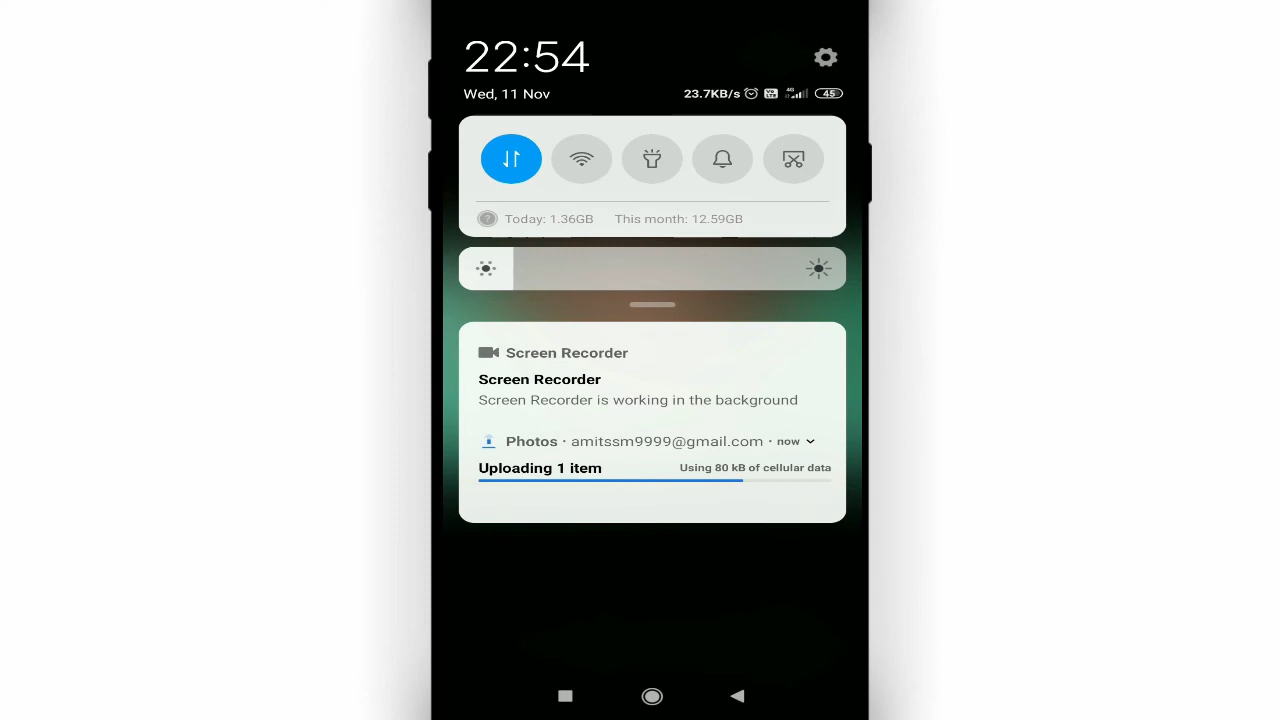 22:54
Wed, 11 Nov
23.7KB/s 4G 45
Today: 1.36GB This month: 12.59GB
Screen Recorder
Screen Recorder
Screen Recorder is working in the background
Photos · amitssm9999@gmail.com · now
Uploading 1 item Using 80 kB of cellular data